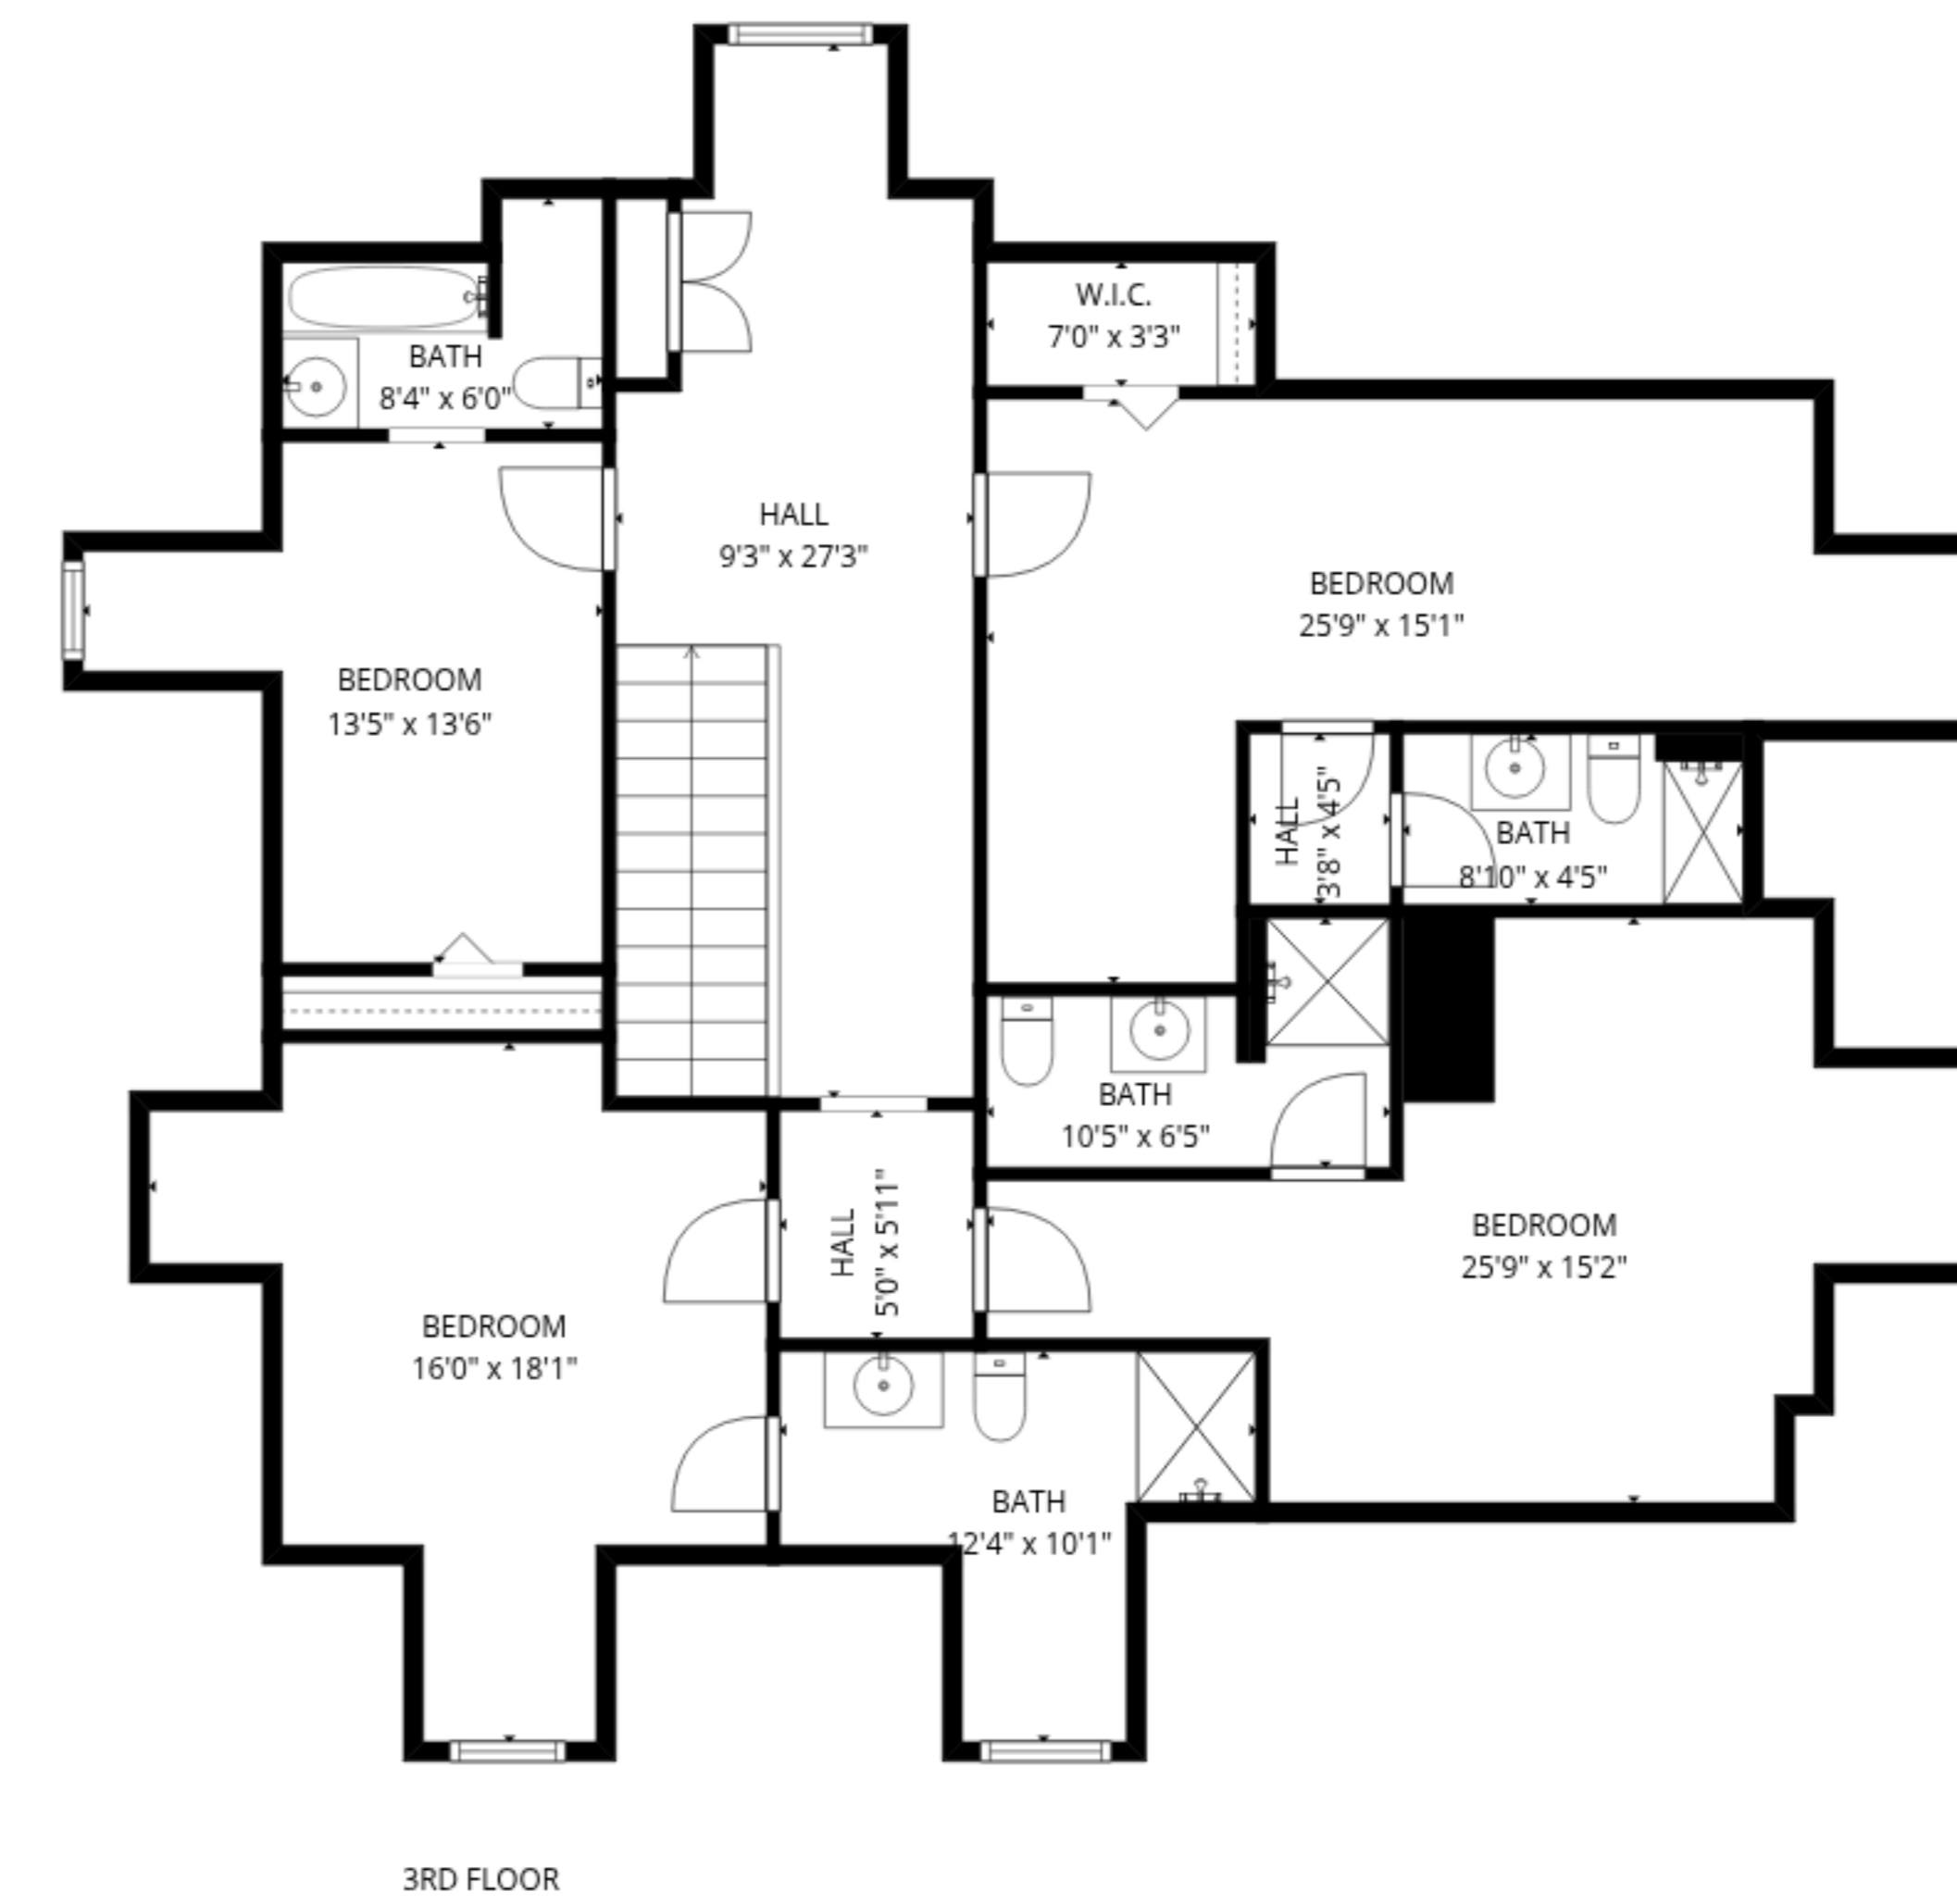 W.I.C.
7'0" x 3'3"
BATH
8'4" x 6'0"
HALL
9'3" x 27'3"
BEDROOM
25'9" x 15'1"
BEDROOM
13'5" x 13'6"
HALL
3'8" x 4'5"
BATH
8'10" x 4'5"
BATH
10'5" x 6'5"
HALL
5'0" x 5'11"
BEDROOM
25'9" x 15'2"
BEDROOM
16'0" x 18'1"
BATH
12'4" x 10'1"
3RD FLOOR